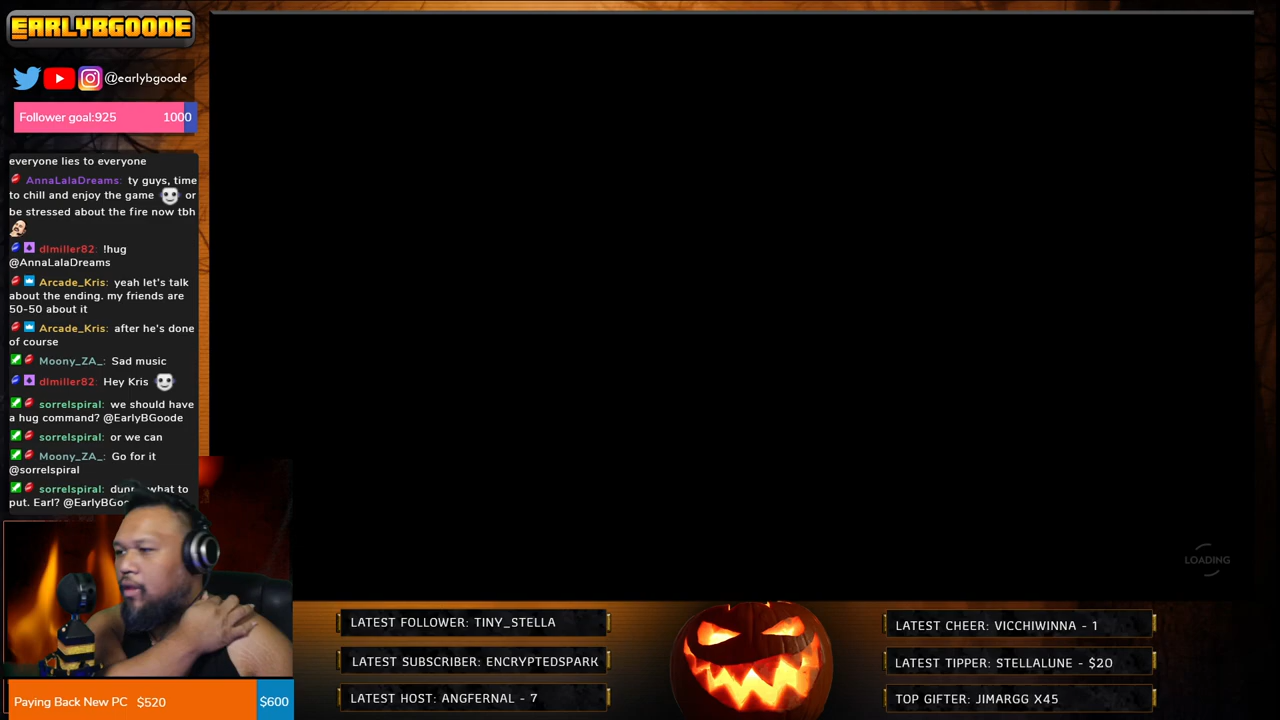 EARLYBGOODE
@earlybgoode
Follower goal:925 1000
everyone lies to everyone
AnnaLalaDreams: ty guys, time
to chill and enjoy the game or
be stressed about the fire now tbh
dlmiller82: !hug
@AnnaLalaDreams
Arcade_Kris: yeah let's talk
about the ending. my friends are
50-50 about it
Arcade_Kris: after he's done
of course
Moony_ZA_: Sad music
dlmiller82: Hey Kris
sorrelspiral: we should have
a hug command? @EarlyBGoode
sorrelspiral: or we can
Moony_ZA_: Go for it
@sorrelspiral
sorrelspiral: what to
put. Earl?
LOADING
LATEST FOLLOWER: TINY_STELLA
LATEST SUBSCRIBER: ENCRYPTEDSPARK
LATEST HOST: ANGFERNAL - 7
LATEST CHEER: VICCHIWINNA - 1
LATEST TIPPER: STELLALUNE - $20
TOP GIFTER: JIMARGG X45
Paying Back New PC $520 $600